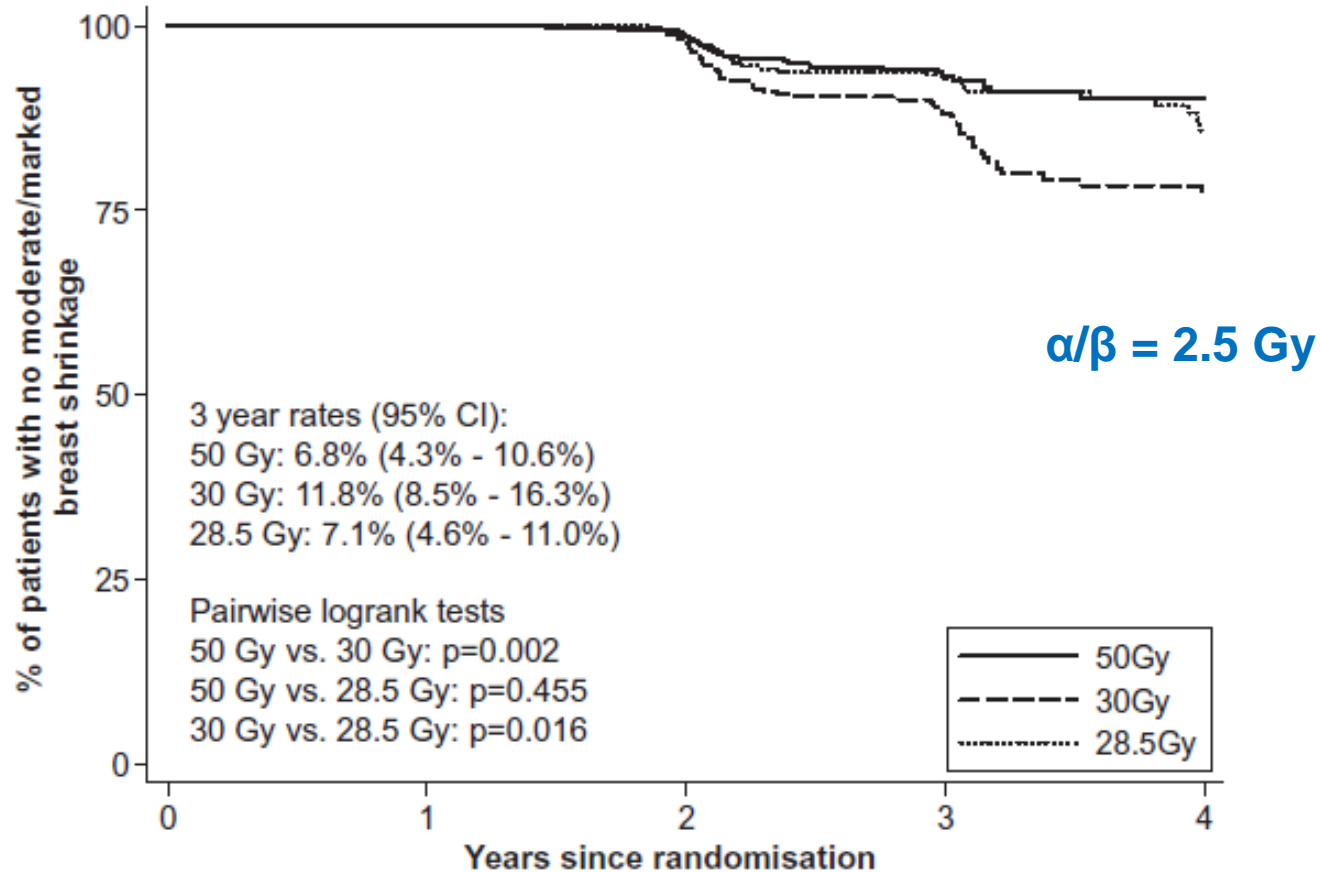 % of patients with no moderate/marked
breast shrinkage
100
75
50
25
0
α/β = 2.5 Gy
3 year rates (95% CI):
50 Gy: 6.8% (4.3% - 10.6%)
30 Gy: 11.8% (8.5% - 16.3%)
28.5 Gy: 7.1% (4.6% - 11.0%)
Pairwise logrank tests
50 Gy vs. 30 Gy: p=0.002
50 Gy vs. 28.5 Gy: p=0.455
30 Gy vs. 28.5 Gy: p=0.016
50Gy
30Gy
28.5Gy
0 1 2 3 4
Years since randomisation